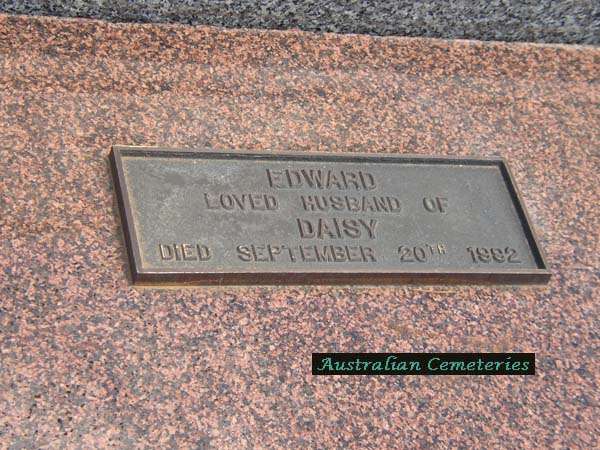 EDWARD
LOVED HUSBAND OF
DAISY
DIED SEPTEMBER 20TH 1982
Australian Cemeteries